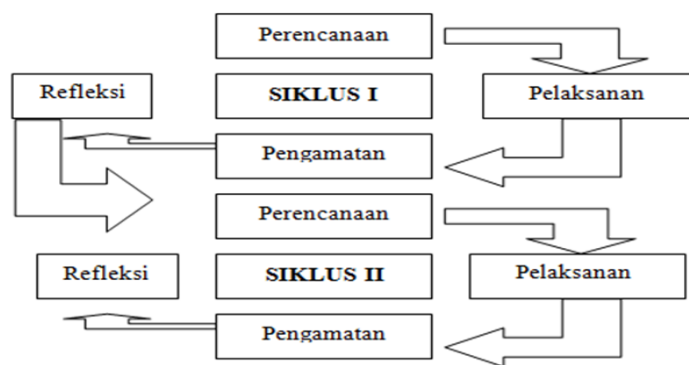 Perencanaan
Refleksi
SIKLUS I
Pelaksanan
Pengamatan
Perencanaan
Refleksi
SIKLUS II
Pelaksanan
Pengamatan